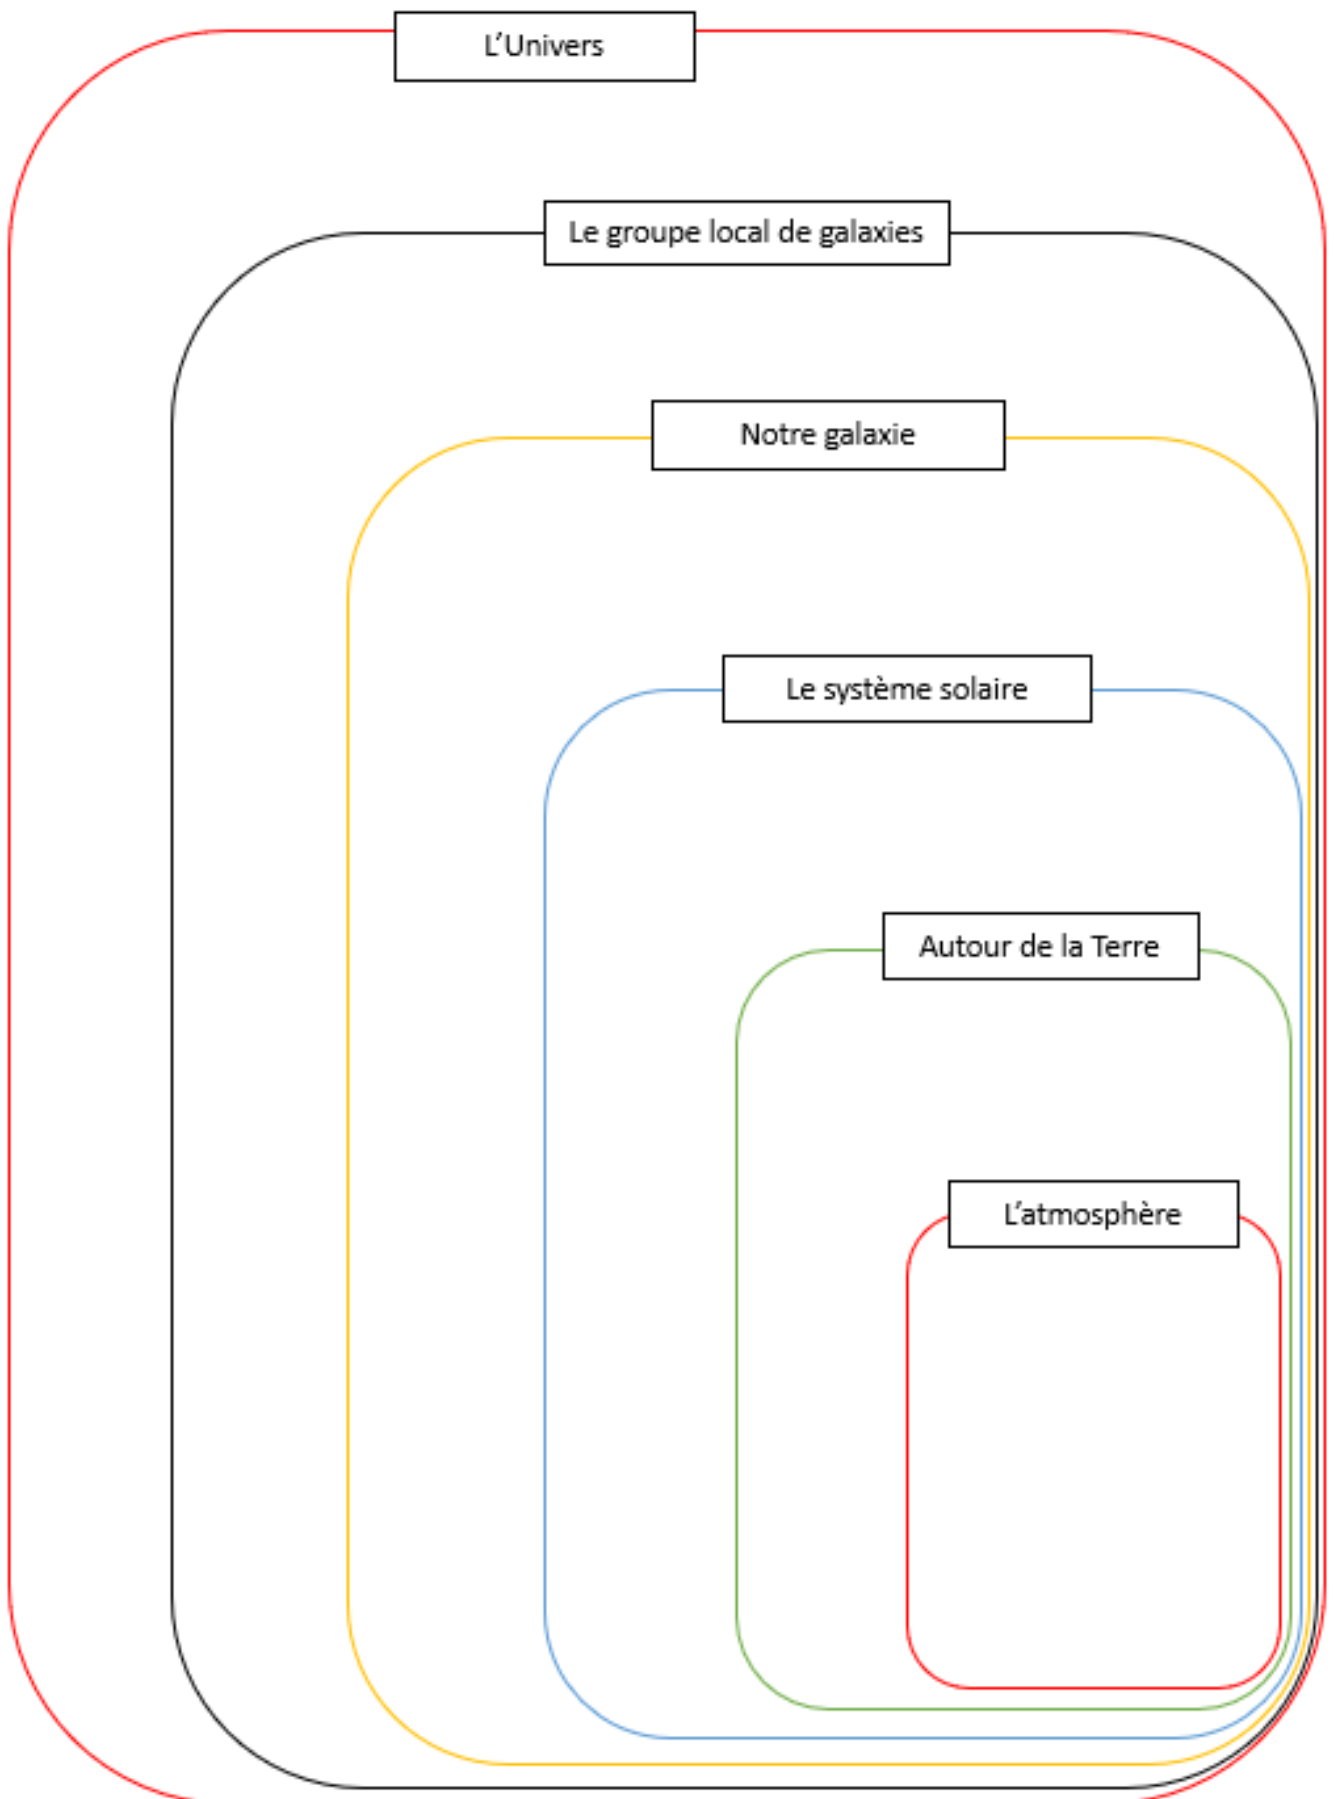 L’Univers
Le groupe local de galaxies
Notre galaxie
Le système solaire
Autour de la Terre
L’atmosphère